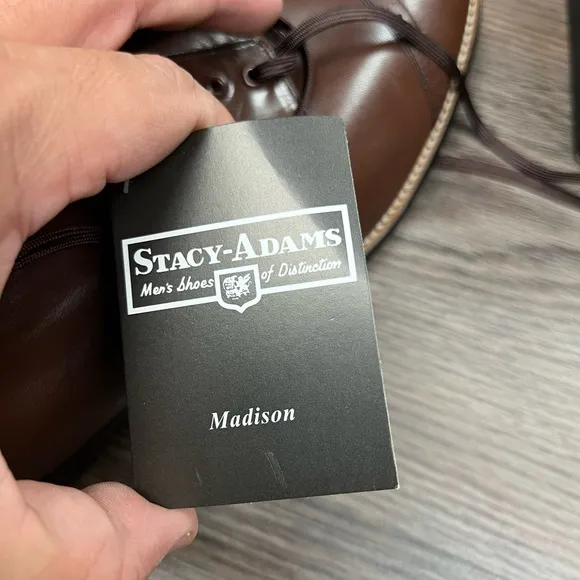 STACY-ADAMS
Men's Shoes of Distinction
Madison